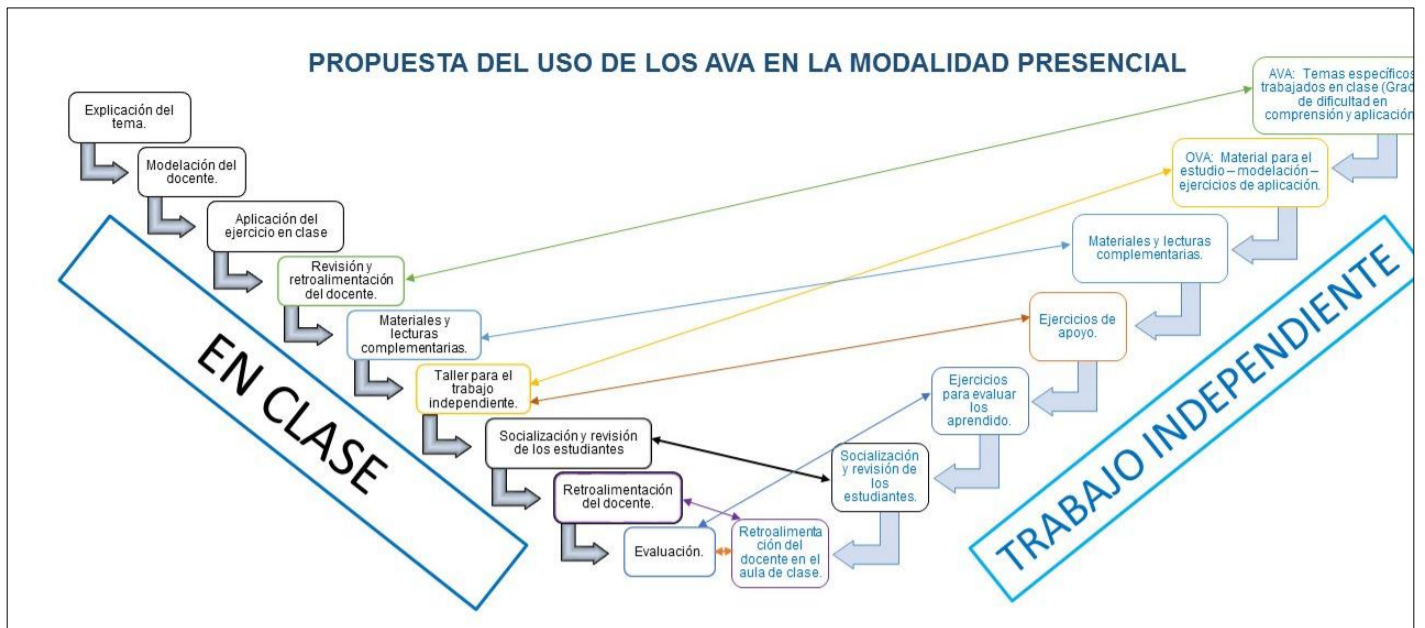 PROPUESTA DEL USO DE LOS AVA EN LA MODALIDAD PRESENCIAL
Explicación del
tema.
Modelación del
docente.
Aplicación del
ejercicio en clase
Revisión y
retroalimentación
del docente.
Materiales y
lecturas
complementarias.
Taller para el
trabajo
independiente.
Socialización y revisión
de los estudiantes
Retroalimentación
del docente.
Evaluación.
EN CLASE
AVA: Temas específicos
trabajados en clase (Grad
de dificultad en
comprensión y aplicación
OVA: Material para el
estudio – modelación –
ejercicios de aplicación.
Materiales y lecturas
complementarias.
Ejercicios de
apoyo.
Ejercicios
para evaluar
los
aprendido.
Socialización
y revisión de
los
estudiantes.
Retroalimenta
ción del
docente en el
aula de clase.
TRABAJO INDEPENDIENTE